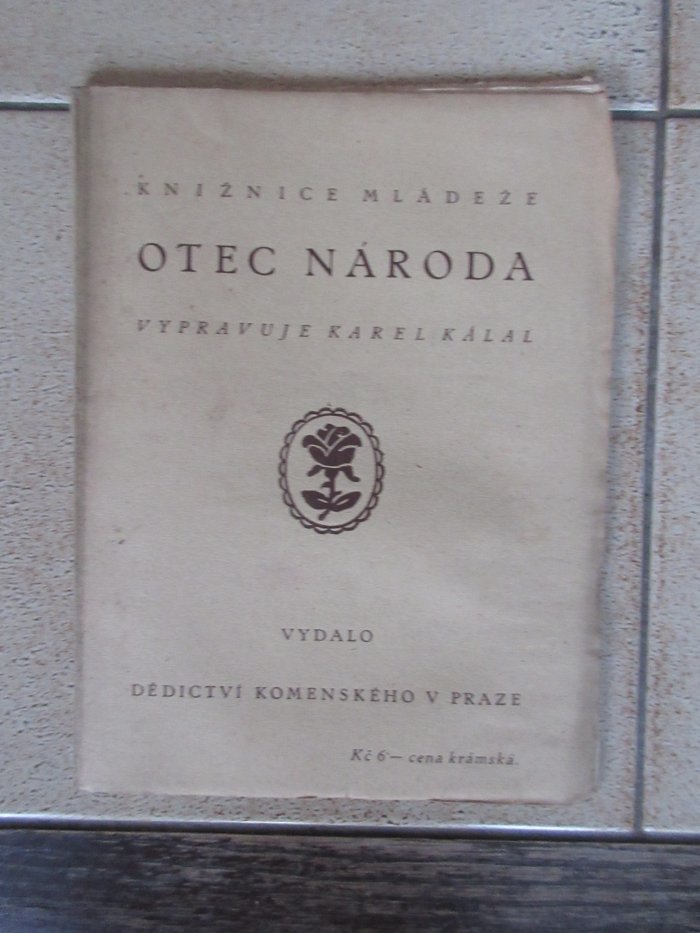 KNIŽNICE MLÁDEŽE
OTEC NÁRODA
VYPRAVUJE KAREL KÁLAL
VYDALO
DĚDICTVÍ KOMENSKÉHO V PRAZE
Kč 6— cena krámská.